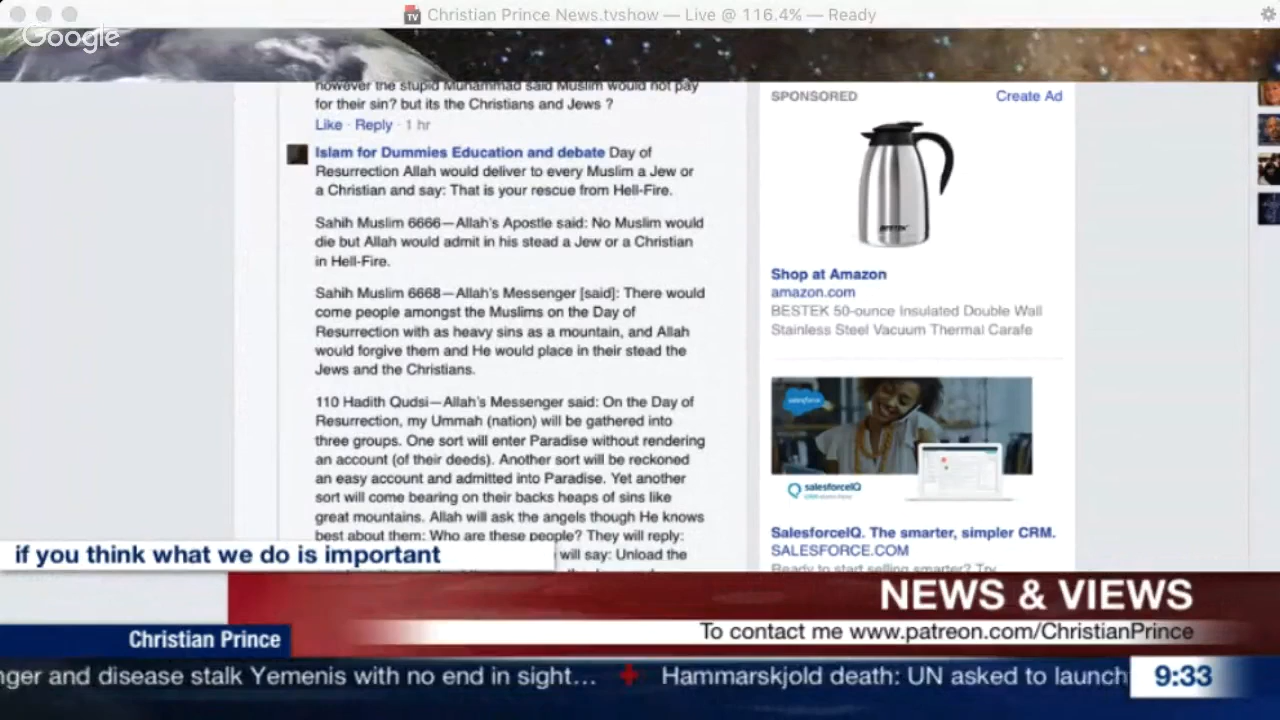 Christian Prince News.tvshow — Live @ 116.4% — Ready
Google
however the stupid Muhammad said Muslim would not pay
for their sin? but its the Christians and Jews ?
Like · Reply · 1 hr
Islam for Dummies Education and debate Day of
Resurrection Allah would deliver to every Muslim a Jew or
a Christian and say: That is your rescue from Hell-Fire.
Sahih Muslim 6666—Allah's Apostle said: No Muslim would
die but Allah would admit in his stead a Jew or a Christian
in Hell-Fire.
Sahih Muslim 6668—Allah's Messenger [said]: There would
come people amongst the Muslims on the Day of
Resurrection with as heavy sins as a mountain, and Allah
would forgive them and He would place in their stead the
Jews and the Christians.
110 Hadith Qudsi—Allah's Messenger said: On the Day of
Resurrection, my Ummah (nation) will be gathered into
three groups. One sort will enter Paradise without rendering
an account (of their deeds). Another sort will be reckoned
an easy account and admitted into Paradise. Yet another
sort will come bearing on their backs heaps of sins like
great mountains. Allah will ask the angels though He knows
best about them: Who are these people? They will reply:
will say: Unload the
SPONSORED
Create Ad
BESTEK
Shop at Amazon
amazon.com
BESTEK 50-ounce Insulated Double Wall
Stainless Steel Vacuum Thermal Carafe
salesforce
salesforceIQ
SalesforceIQ. The smarter, simpler CRM.
SALESFORCE.COM
Ready to start selling smarter? Try
if you think what we do is important
NEWS & VIEWS
To contact me www.patreon.com/ChristianPrince
Christian Prince
nger and disease stalk Yemenis with no end in sight...
Hammarskjold death: UN asked to launch
9:33